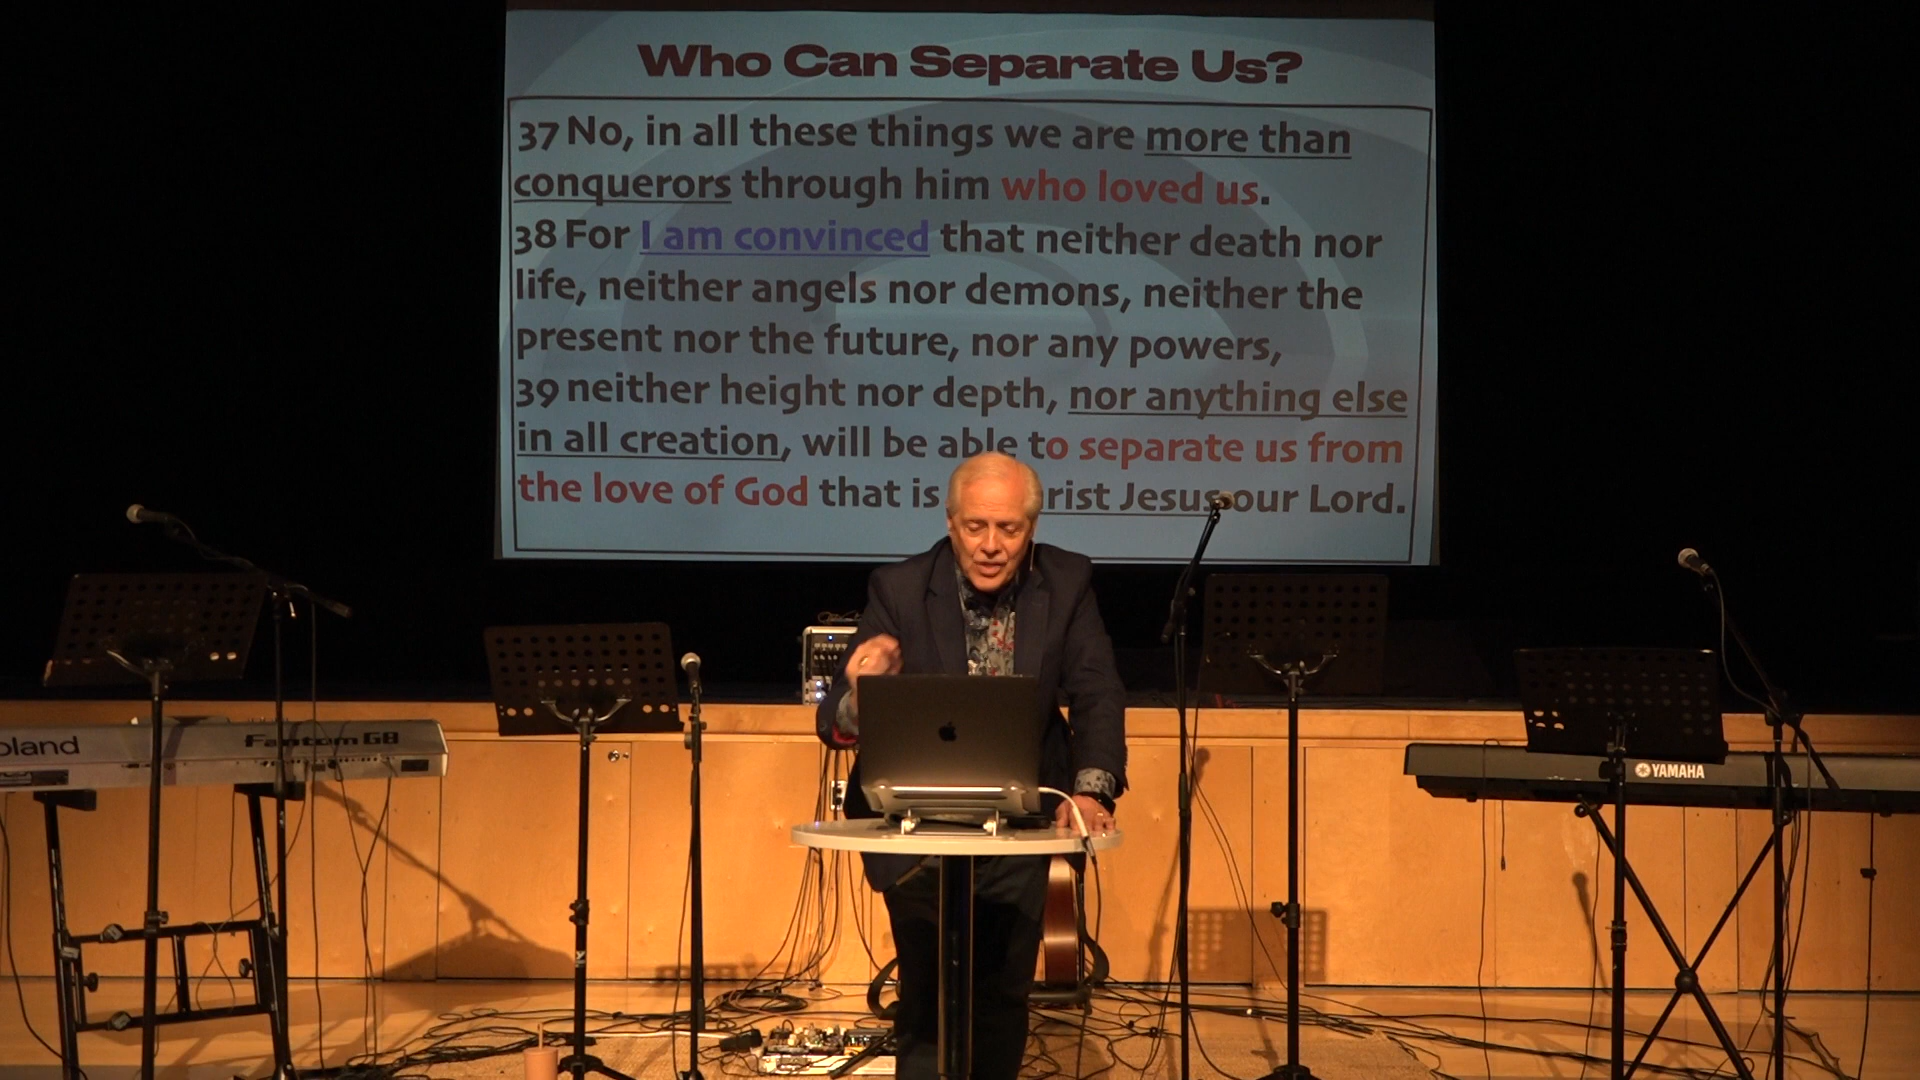 Who Can Separate Us?
37 No, in all these things we are more than
conquerors through him who loved us.
38 For I am convinced that neither death nor
life, neither angels nor demons, neither the
present nor the future, nor any powers,
39 neither height nor depth, nor anything else
in all creation, will be able to separate us from
the love of God that is rist Jesus our Lord.
oland
Fantom G8
YAMAHA